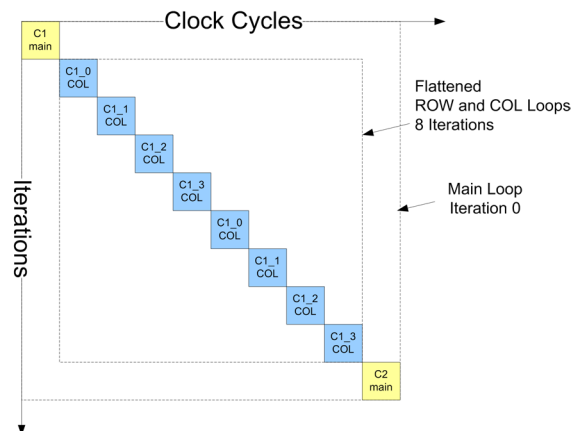 Clock Cycles
C1
main
C1_0
COL
C1_1
COL
C1_2
COL
C1_3
COL
C1_0
COL
C1_1
COL
C1_2
COL
C1_3
COL
C2
main
Iterations
Flattened
ROW and COL Loops
8 Iterations
Main Loop
Iteration 0